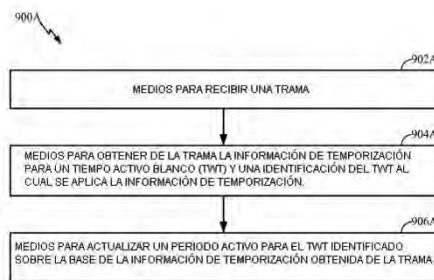 900A
902A
MEDIOS PARA RECIBIR UNA TRAMA
904A
MEDIOS PARA OBTENER DE LA TRAMA LA INFORMACIÓN DE TEMPORIZACIÓN
PARA UN TIEMPO ACTIVO BLANCO (TWT) Y UNA IDENTIFICACIÓN DEL TWT AL
CUAL SE APLICA LA INFORMACIÓN DE TEMPORIZACIÓN.
906A
MEDIOS PARA ACTUALIZAR UN PERIODO ACTIVO PARA EL TWT IDENTIFICADO
SOBRE LA BASE DE LA INFORMACIÓN DE TEMPORIZACIÓN OBTENIDA DE LA TRAMA